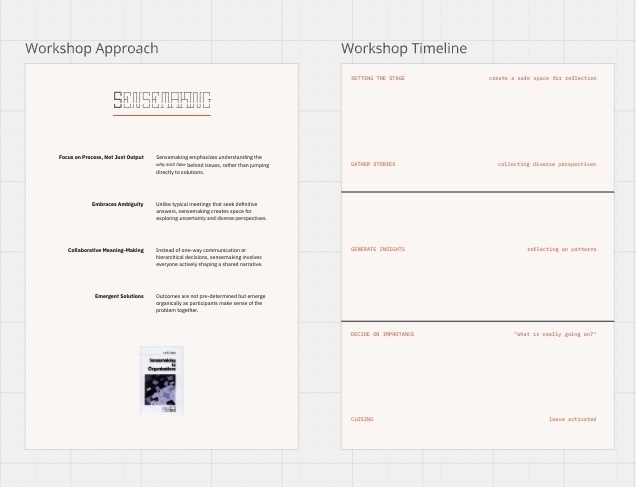 Workshop Approach
SENSEMAKING
Focus on Process, Not Just Output
Sensemaking emphasizes understanding the
why and how behind issues, rather than jumping
directly to solutions.
Embraces Ambiguity
Unlike typical meetings that seek definitive
answers, sensemaking creates space for
exploring uncertainty and diverse perspectives.
Collaborative Meaning-Making
Instead of one-way communication or
hierarchical decisions, sensemaking involves
everyone actively shaping a shared narrative.
Emergent Solutions
Outcomes are not pre-determined but emerge
organically as participants make sense of the
problem together.
Sensemaking
in
Organizations
Workshop Timeline
SETTING THE STAGE
create a safe space for reflection
GATHER STORIES
collecting diverse perspectives
GENERATE INSIGHTS
reflecting on patterns
DECIDE ON IMPROTANCE
"what is really going on?"
CLOSING
leave activated